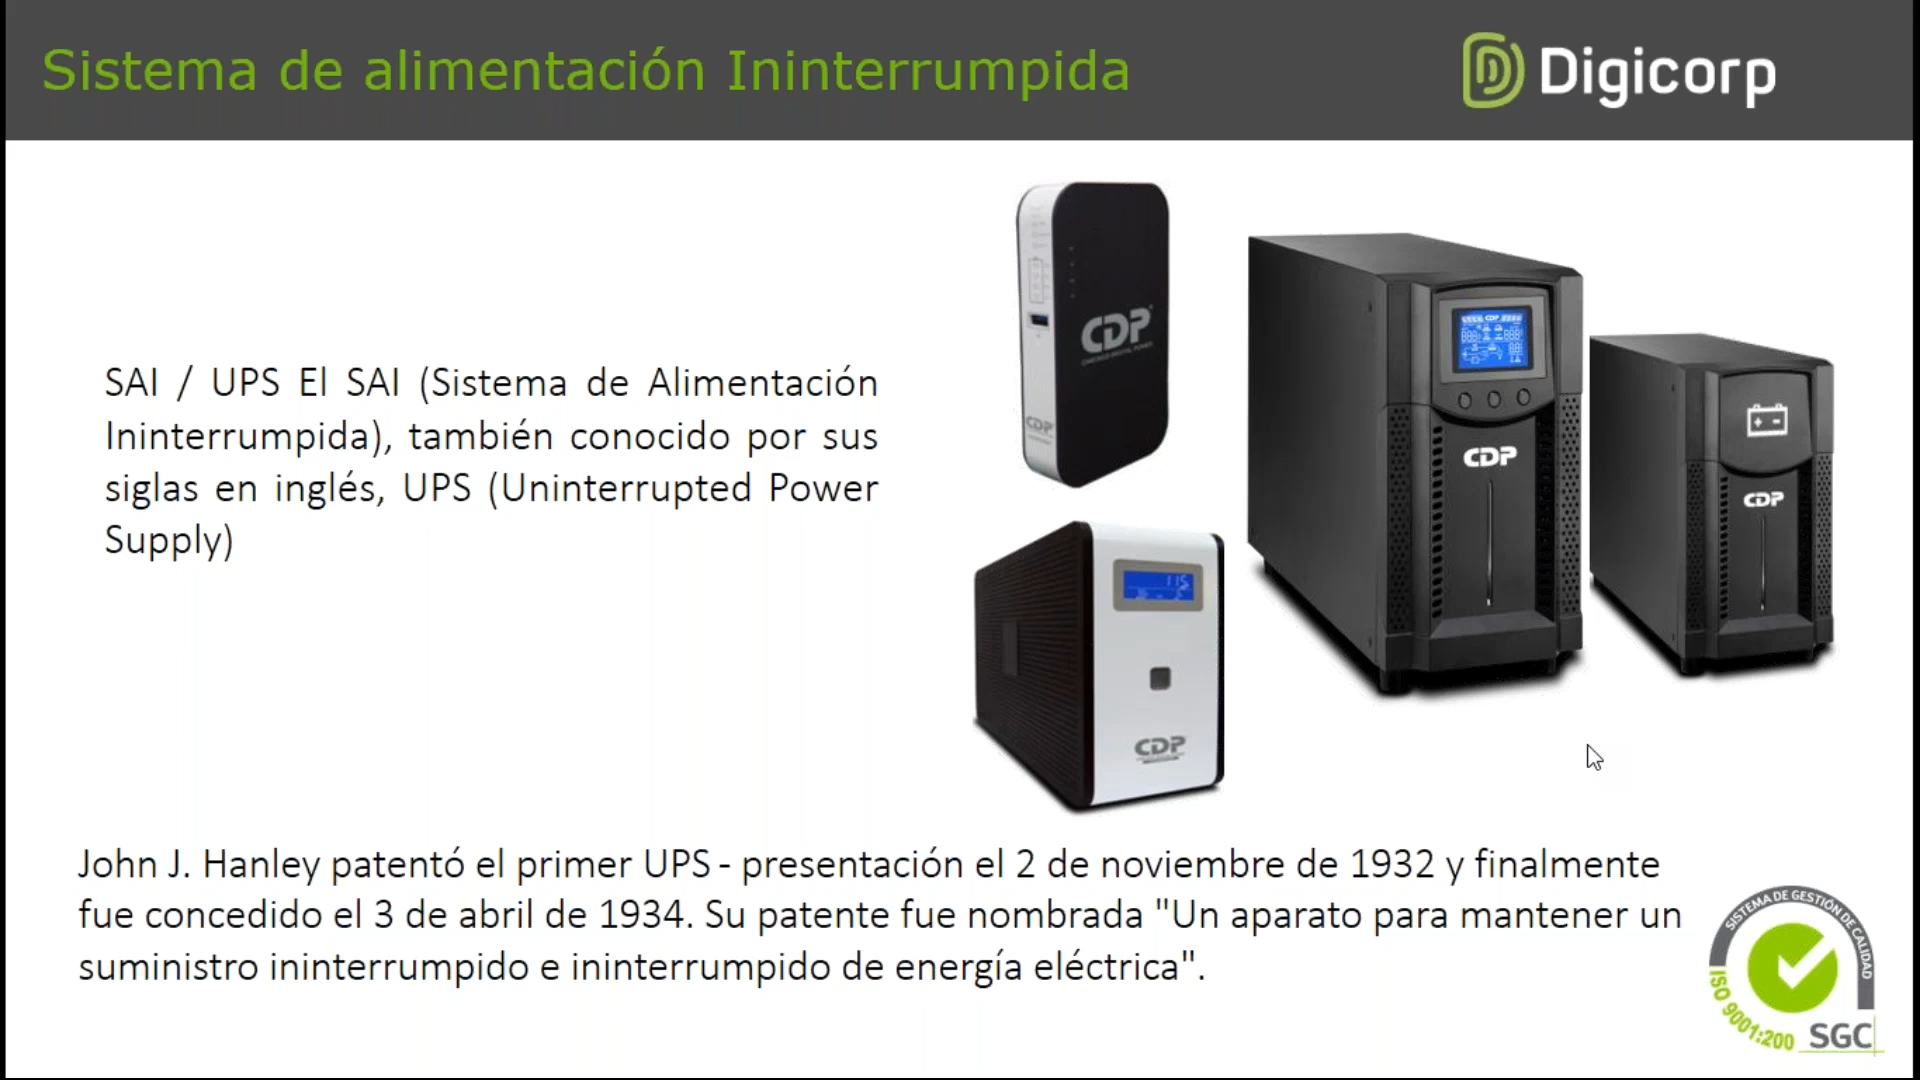 Sistema de alimentación Ininterrumpida
Digicorp
SAI / UPS El SAI (Sistema de Alimentación
Ininterrumpida), también conocido por sus
siglas en inglés, UPS (Uninterrupted Power
Supply)
CDP
CDP
CDP
CDP
115
CDP
John J. Hanley patentó el primer UPS - presentación el 2 de noviembre de 1932 y finalmente
fue concedido el 3 de abril de 1934. Su patente fue nombrada "Un aparato para mantener un
suministro ininterrumpido e ininterrumpido de energía eléctrica".
SISTEMA DE GESTIÓN DE CALIDAD
ISO 9001:200
SGC